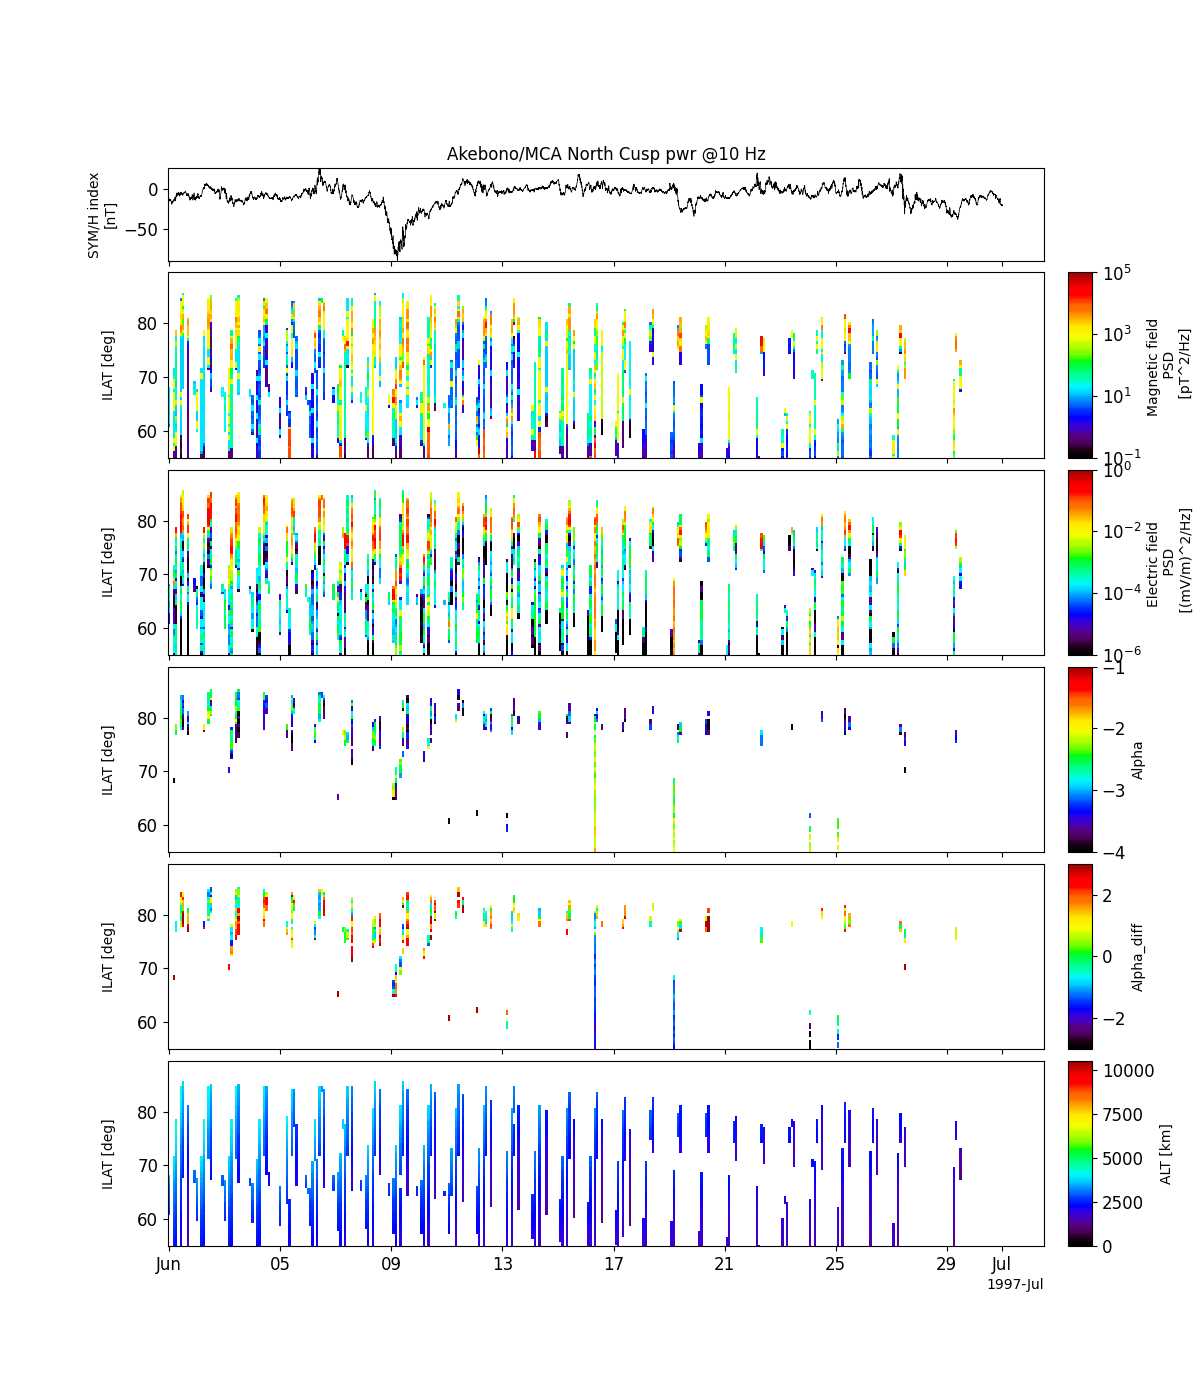 Akebono/MCA North Cusp pwr @10 Hz
SYM/H index
[nT]
0
−50
ILAT [deg]
80
70
60
10^5
10^3
10^1
10^−1
Magnetic field
PSD
[pT^2/Hz]
ILAT [deg]
80
70
60
10^0
10^−2
10^−4
10^−6
Electric field
PSD
[(mV/m)^2/Hz]
ILAT [deg]
80
70
60
−1
−2
−3
−4
Alpha
ILAT [deg]
80
70
60
2
0
−2
Alpha_diff
ILAT [deg]
80
70
60
10000
7500
5000
2500
0
ALT [km]
Jun 05 09 13 17 21 25 29 Jul
1997-Jul